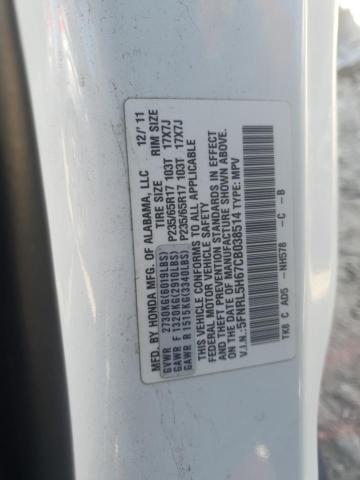 MFD. BY HONDA MFG. OF ALABAMA, LLC 12/'11
TIRE SIZE RIM SIZE
GVWR 2730KG(6019LBS)
GAWR F 1320KG(2910LBS) P235/65R17 103T 17X7J
GAWR R 1515KG(3340LBS) P235/65R17 103T 17X7J
THIS VEHICLE CONFORMS TO ALL APPLICABLE
FEDERAL MOTOR VEHICLE SAFETY
AND THEFT PREVENTION STANDARDS IN EFFECT
ON THE DATE OF MANUFACTURE SHOWN ABOVE.
V.I.N.:5FNRL5H67CB038514 TYPE:MPV
TK8 C AD5 -NH578 -C -B